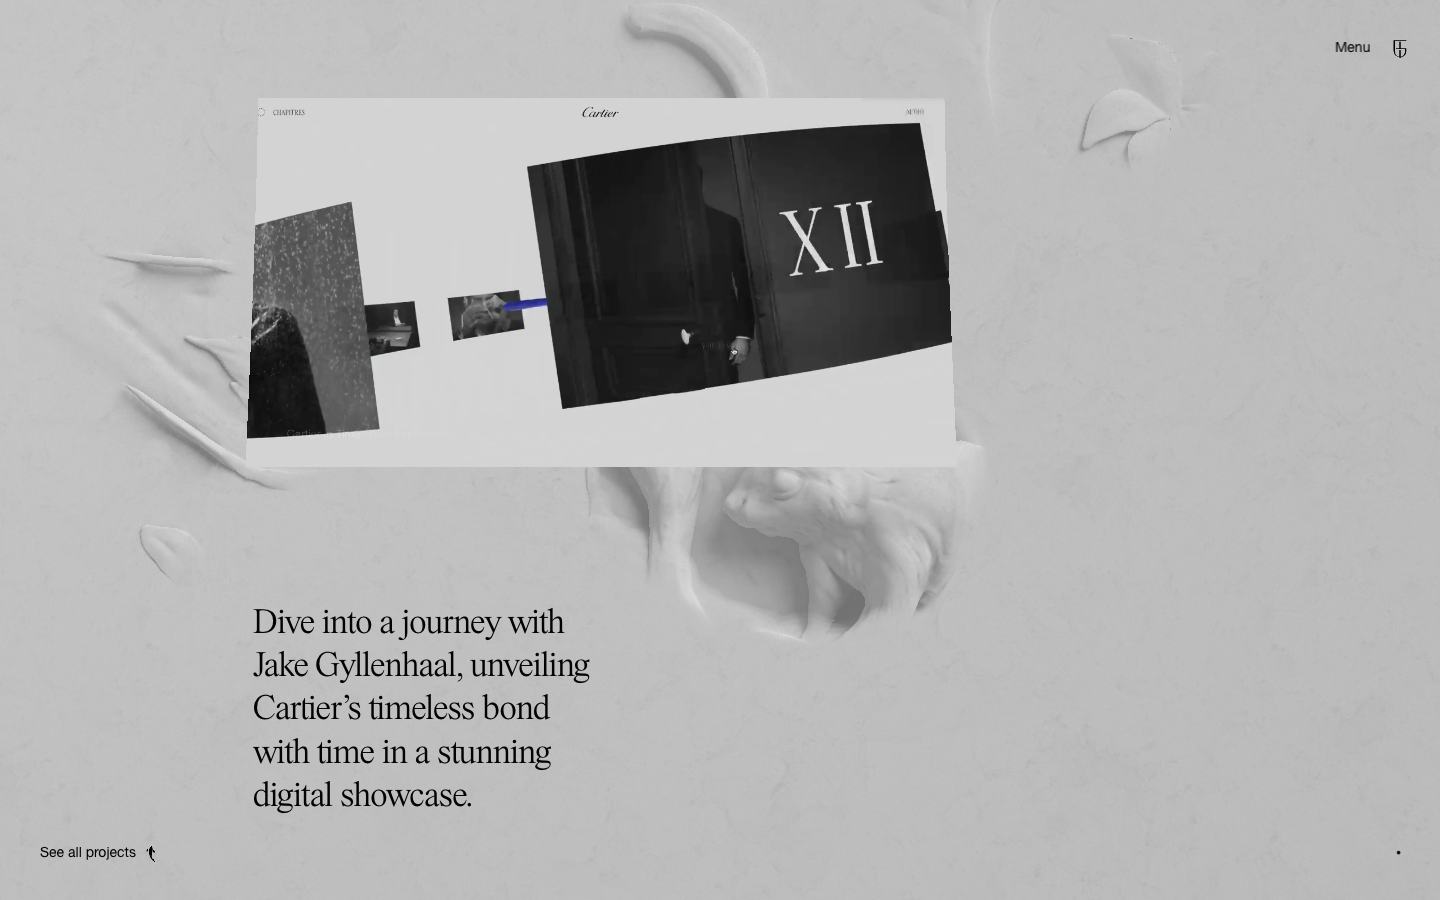 Menu
CHAPITRES
Cartier
XII
Dive into a journey with
Jake Gyllenhaal, unveiling
Cartier’s timeless bond
with time in a stunning
digital showcase.
See all projects